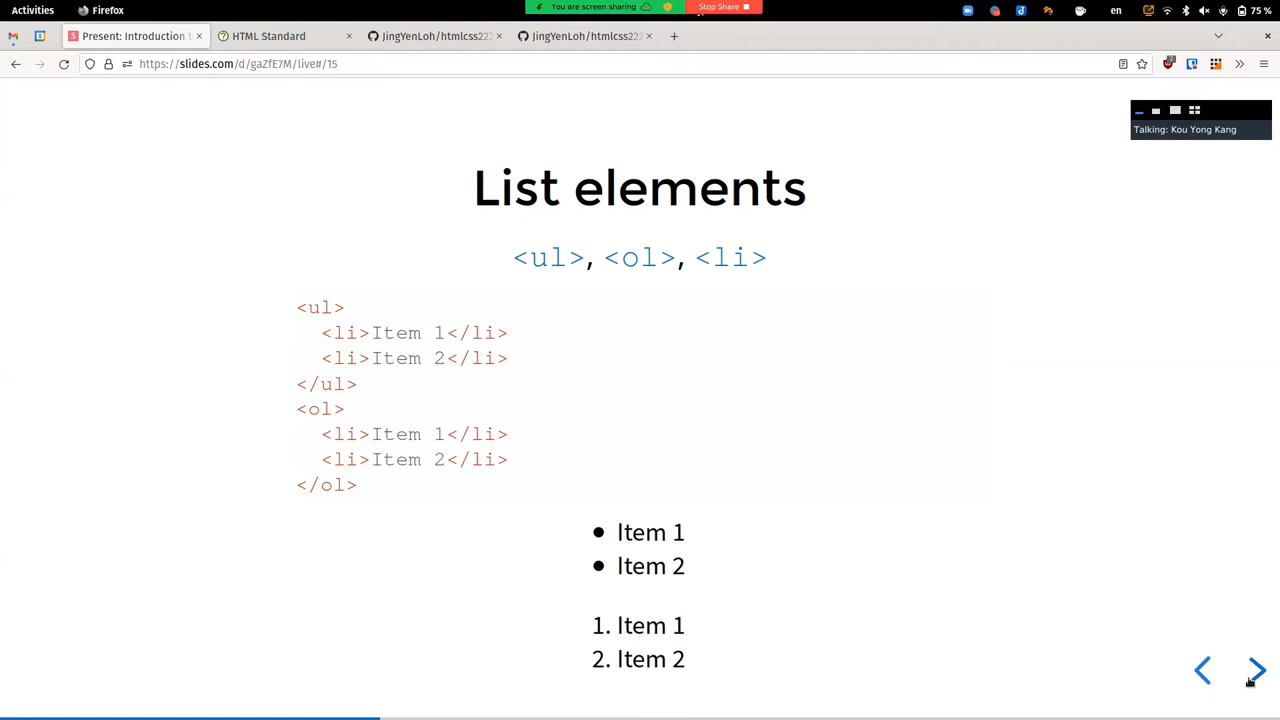 Activities
Firefox
You are screen sharing
Stop Share
en
75 %
Present: Introduction t
HTML Standard
JingYenLoh/htmlcss222
JingYenLoh/htmlcss222
https://slides.com/d/gaZfE7M/live#/15
Talking: Kou Yong Kang
List elements
<ul>, <ol>, <li>
<ul>
<li>Item 1</li>
<li>Item 2</li>
</ul>
<ol>
<li>Item 1</li>
<li>Item 2</li>
</ol>
• Item 1
• Item 2
1. Item 1
2. Item 2